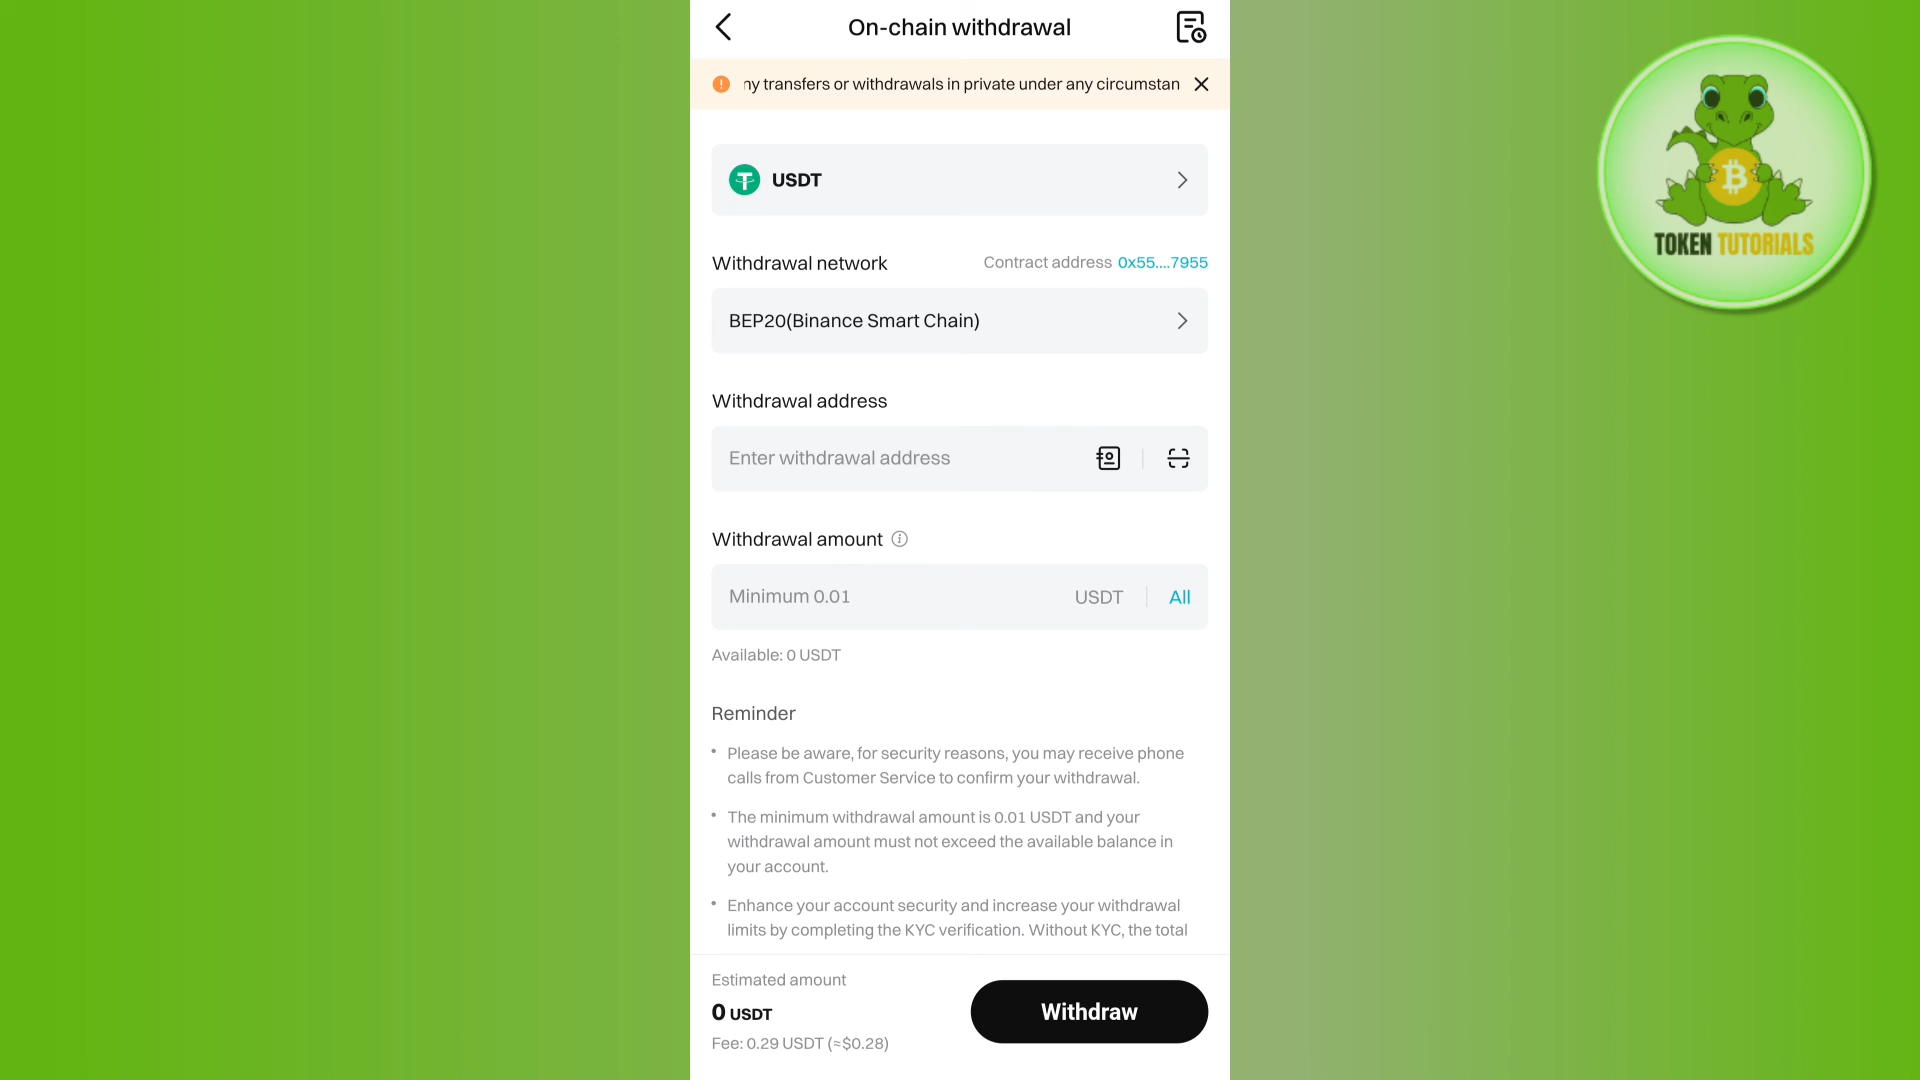 On-chain withdrawal
ny transfers or withdrawals in private under any circumstan
USDT
Withdrawal network
Contract address 0x55....7955
BEP20(Binance Smart Chain)
Withdrawal address
Enter withdrawal address
Withdrawal amount
Minimum 0.01
USDT
All
Available: 0 USDT
Reminder
• Please be aware, for security reasons, you may receive phone
calls from Customer Service to confirm your withdrawal.
• The minimum withdrawal amount is 0.01 USDT and your
withdrawal amount must not exceed the available balance in
your account.
• Enhance your account security and increase your withdrawal
limits by completing the KYC verification. Without KYC, the total
Estimated amount
0 USDT
Fee: 0.29 USDT (≈$0.28)
Withdraw
TOKEN TUTORIALS